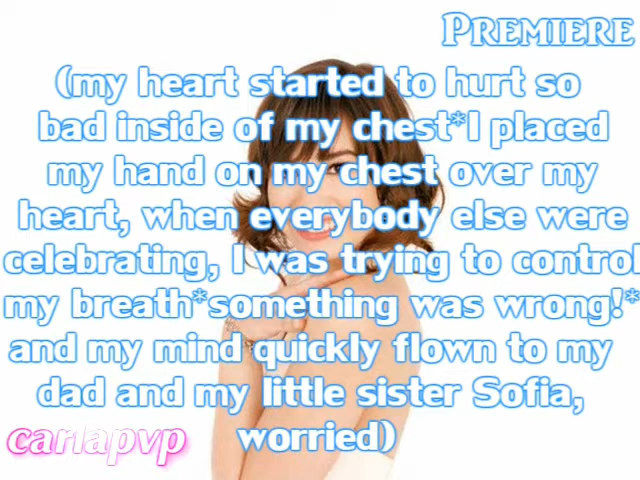 PREMIERE
(my heart started to hurt so
bad inside of my chest*I placed
my hand on my chest over my
heart, when everybody else were
celebrating, I was trying to control
my breath*something was wrong!*
and my mind quickly flown to my
dad and my little sister Sofia,
worried)
carlapvp